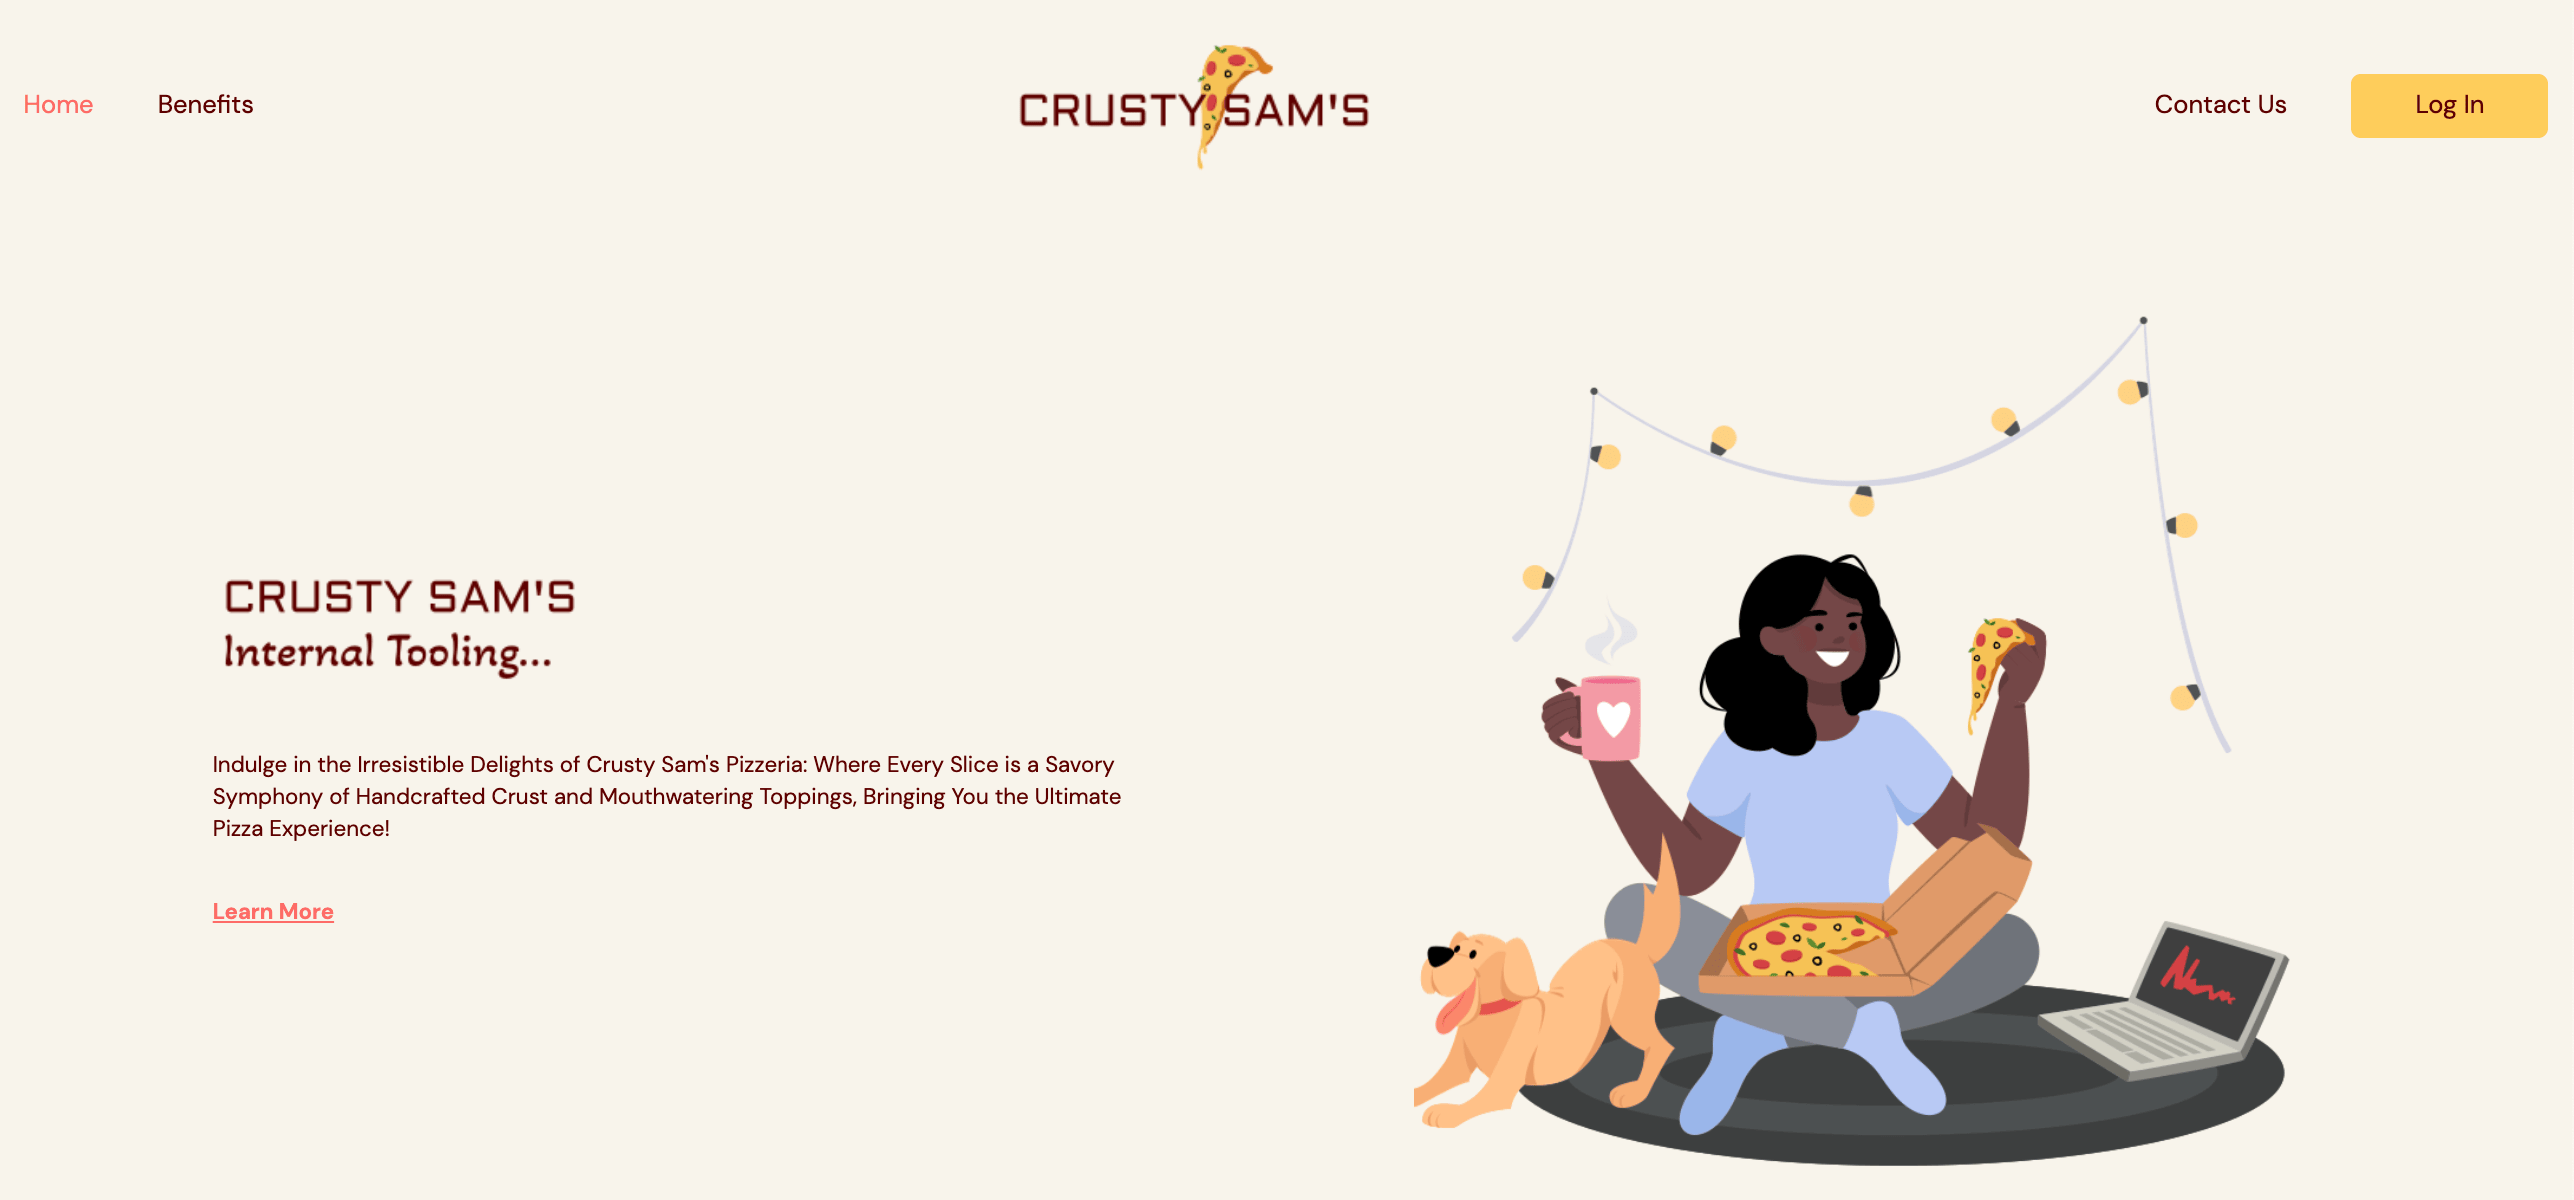 Home
Benefits
CRUSTY SAM'S
Contact Us
Log In
CRUSTY SAM'S
Internal Tooling...
Indulge in the Irresistible Delights of Crusty Sam's Pizzeria: Where Every Slice is a Savory
Symphony of Handcrafted Crust and Mouthwatering Toppings, Bringing You the Ultimate
Pizza Experience!
Learn More